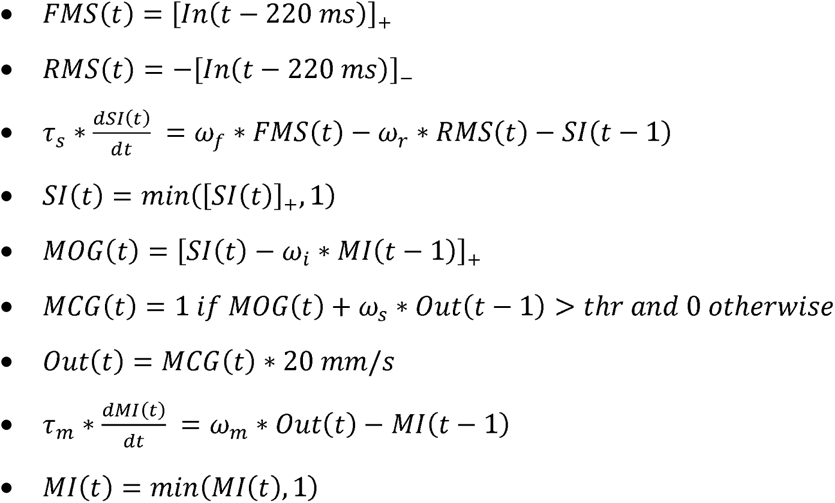 • FMS(t) = [In(t − 220 ms)]₊
• RMS(t) = −[In(t − 220 ms)]₋
• τₛ * dSI(t)/dt = ω_f * FMS(t) − ω_r * RMS(t) − SI(t − 1)
• SI(t) = min([SI(t)]₊, 1)
• MOG(t) = [SI(t) − ω_i * MI(t − 1)]₊
• MCG(t) = 1 if MOG(t) + ω_s * Out(t − 1) > thr and 0 otherwise
• Out(t) = MCG(t) * 20 mm/s
• τ_m * dMI(t)/dt = ω_m * Out(t) − MI(t − 1)
• MI(t) = min(MI(t), 1)